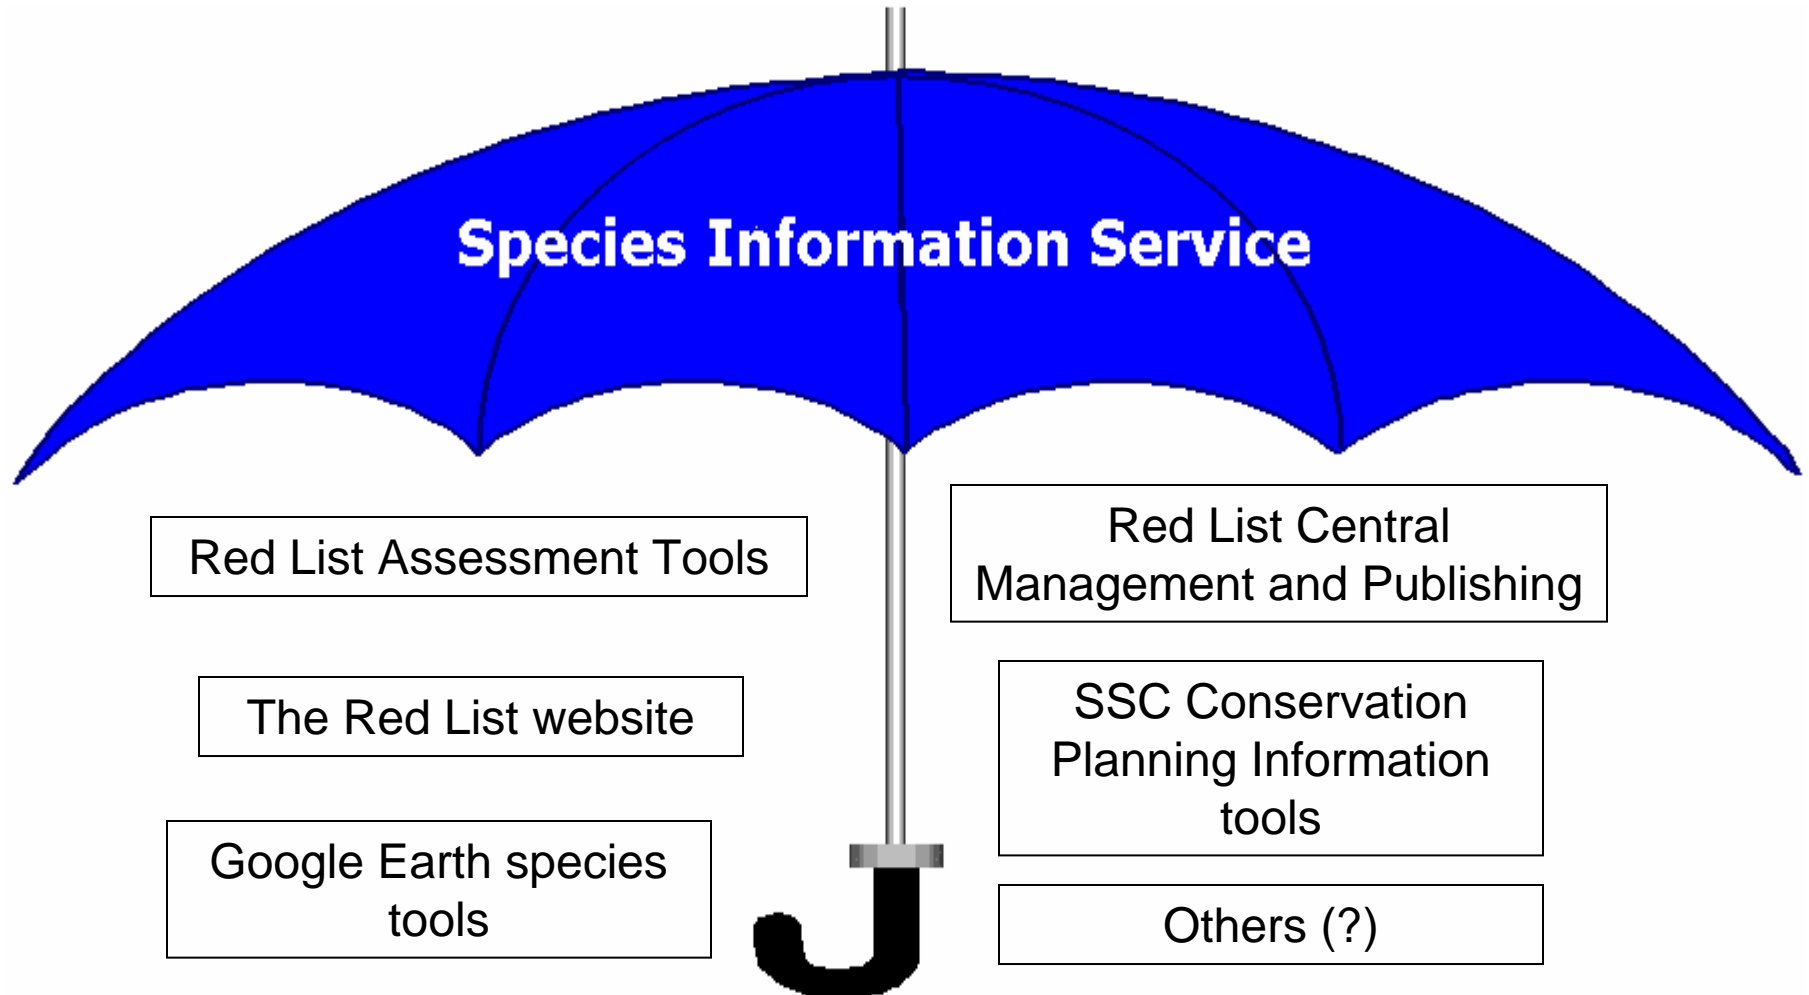 Species Information Service
Red List Assessment Tools
The Red List website
Google Earth species
tools
Red List Central
Management and Publishing
SSC Conservation
Planning Information
tools
Others (?)